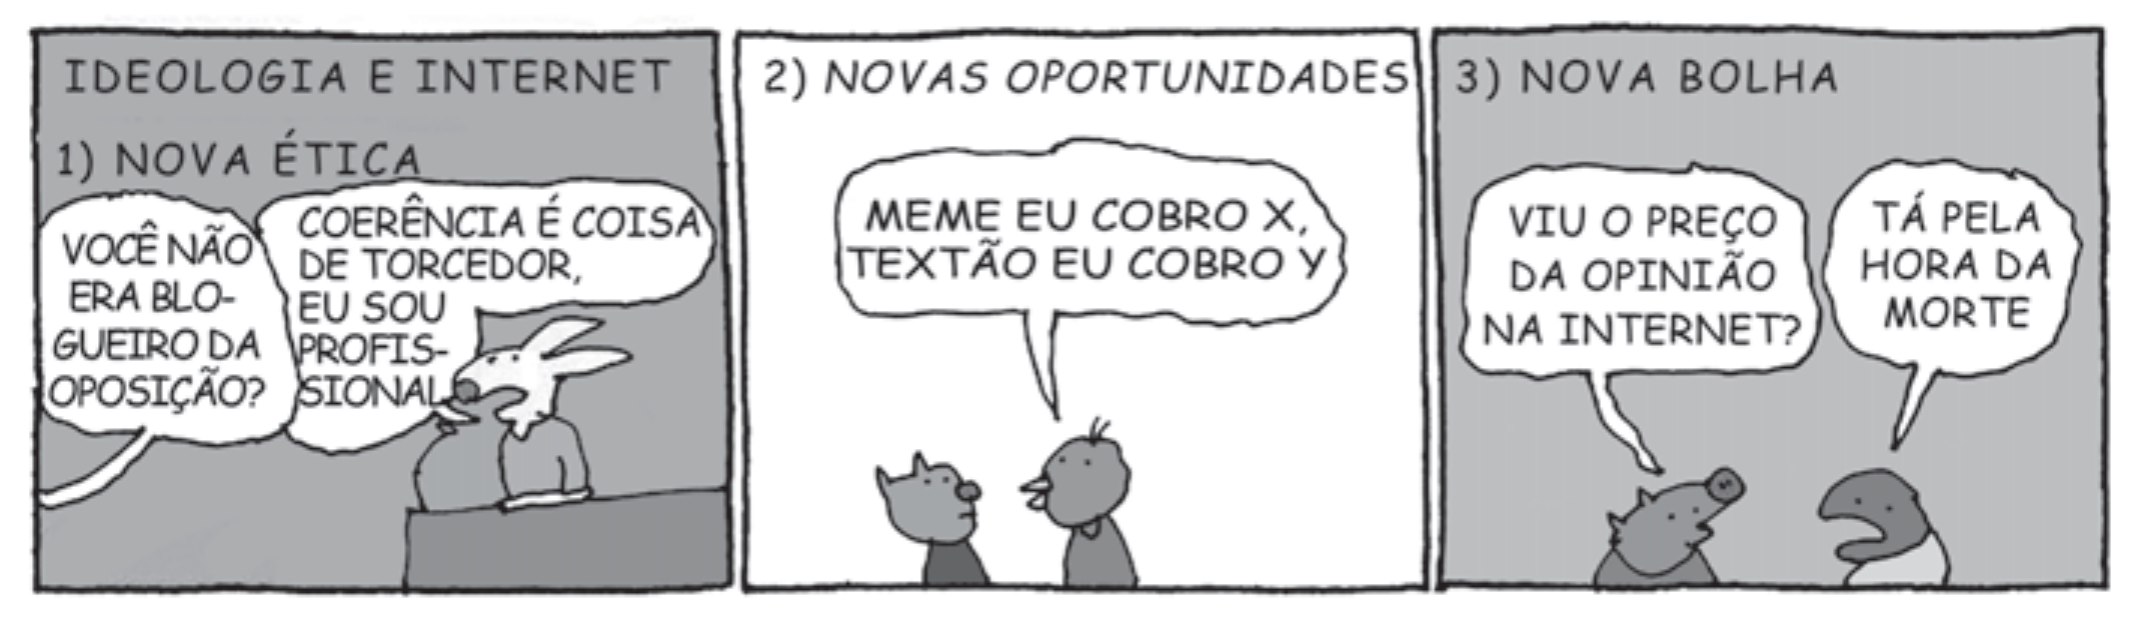 IDEOLOGIA E INTERNET
1) NOVA ÉTICA
VOCÊ NÃO
ERA BLO-
GUEIRO DA
OPOSIÇÃO?
COERÊNCIA É COISA
DE TORCEDOR,
EU SOU
PROFIS-
SIONAL
2) NOVAS OPORTUNIDADES
MEME EU COBRO X,
TEXTÃO EU COBRO Y
3) NOVA BOLHA
VIU O PREÇO
DA OPINIÃO
NA INTERNET?
TÁ PELA
HORA DA
MORTE